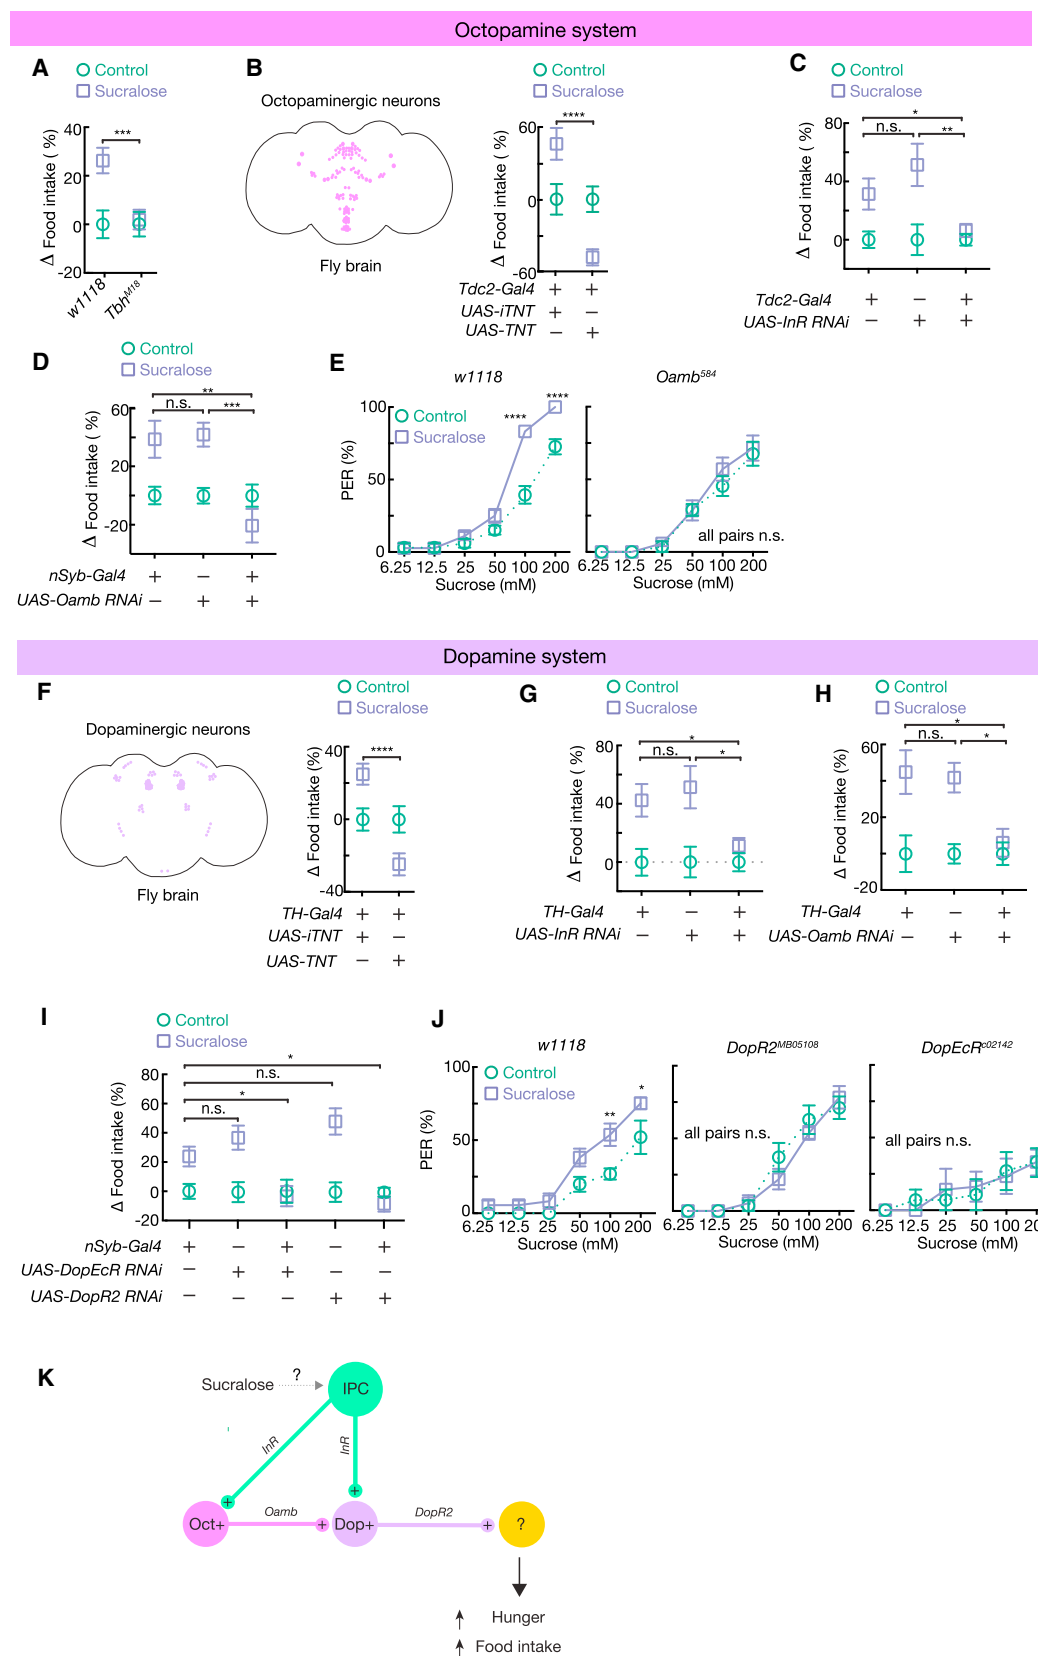 Octopamine system
A
Control
Sucralose
Δ Food intake ( %)
40
20
0
-20
***
w1118
Tbh^M18
B
Octopaminergic neurons
Fly brain
Control
Sucralose
Δ Food intake (%)
60
0
-60
****
Tdc2-Gal4 + +
UAS-iTNT + −
UAS-TNT − +
C
Control
Sucralose
Δ Food intake ( %)
80
40
0
*
n.s. **
Tdc2-Gal4 + − +
UAS-InR RNAi − + +
D
Control
Sucralose
Δ Food intake ( %)
60
20
-20
**
n.s. ***
nSyb-Gal4 + − +
UAS-Oamb RNAi − + +
E
w1118
Oamb^584
PER (%)
100
50
0
Control
Sucralose
**** ****
all pairs n.s.
6.25 12.5 25 50 100 200
Sucrose (mM)
6.25 12.5 25 50 100 200
Sucrose (mM)
Dopamine system
F
Dopaminergic neurons
Fly brain
Control
Sucralose
Δ Food intake (%)
40
0
-40
****
TH-Gal4 + +
UAS-iTNT + −
UAS-TNT − +
G
Control
Sucralose
Δ Food intake ( %)
80
40
0
*
n.s. *
TH-Gal4 + − +
UAS-InR RNAi − + +
H
Control
Sucralose
Δ Food intake (%)
60
20
-20
*
n.s. *
TH-Gal4 + − +
UAS-Oamb RNAi − + +
I
Control
Sucralose
Δ Food intake (%)
80
60
40
20
0
-20
*
n.s.
*
n.s.
nSyb-Gal4 + − + − +
UAS-DopEcR RNAi − + + − −
UAS-DopR2 RNAi − − − + +
J
w1118
DopR2^MB05108
DopEcR^c02142
PER (%)
100
50
0
Control
Sucralose
** *
all pairs n.s.
all pairs n.s.
6.25 12.5 25 50 100 200
Sucrose (mM)
6.25 12.5 25 50 100 200
Sucrose (mM)
6.25 12.5 25 50 100 20
Sucrose (mM)
K
Sucralose ? IPC
InR
InR
+
+
Oct+ Oamb + Dop+ DopR2 + ?
↑ Hunger
↑ Food intake